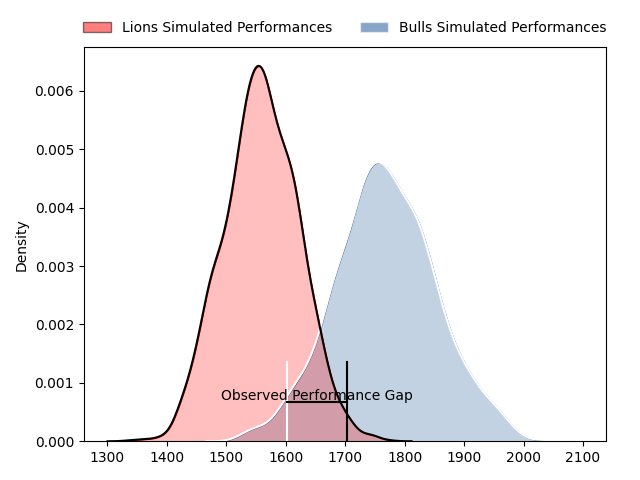 Lions Simulated Performances Bulls Simulated Performances
0.006
0.005
0.004
0.003
0.002
0.001
0.000
Density
Observed Performance Gap
1300 1400 1500 1600 1700 1800 1900 2000 2100